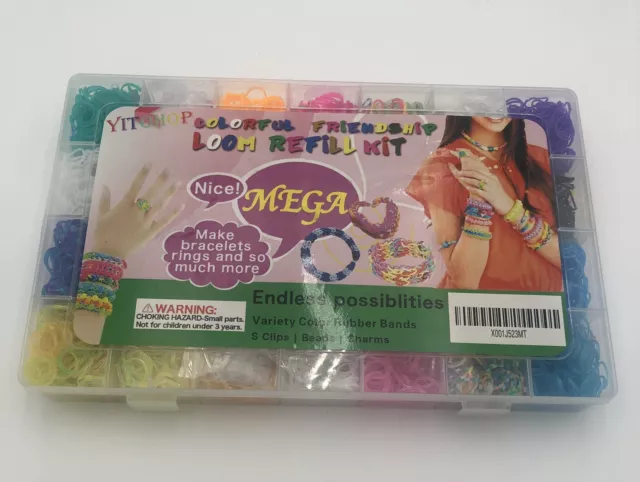 YITOHOP COLORFUL FRIENDSHIP
LOOM REFILL KIT
Nice!
MEGA
Make
bracelets
rings and so
much more
WARNING:
CHOKING HAZARD-Small parts.
Not for children under 3 years.
Endless possiblities
Variety Color Rubber Bands
S Clips | Beads | Charms
X001J523MT